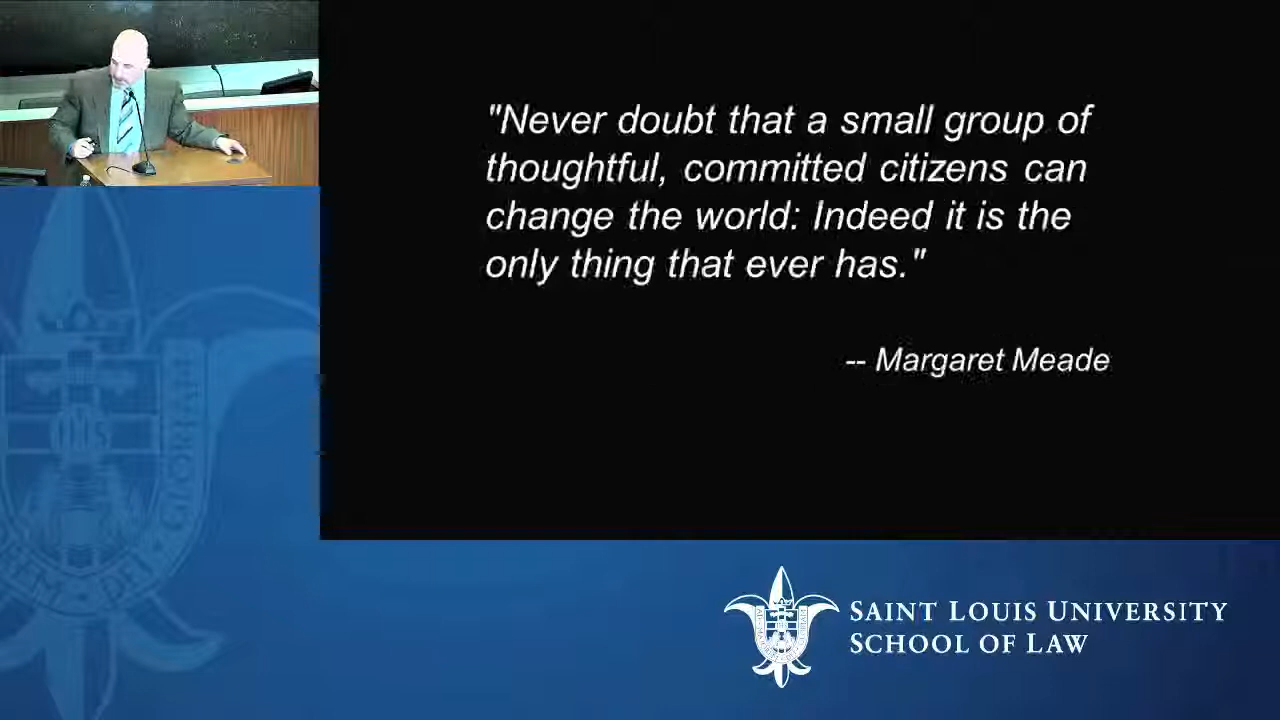 "Never doubt that a small group of
thoughtful, committed citizens can
change the world: Indeed it is the
only thing that ever has."
-- Margaret Meade
SAINT LOUIS UNIVERSITY
SCHOOL OF LAW